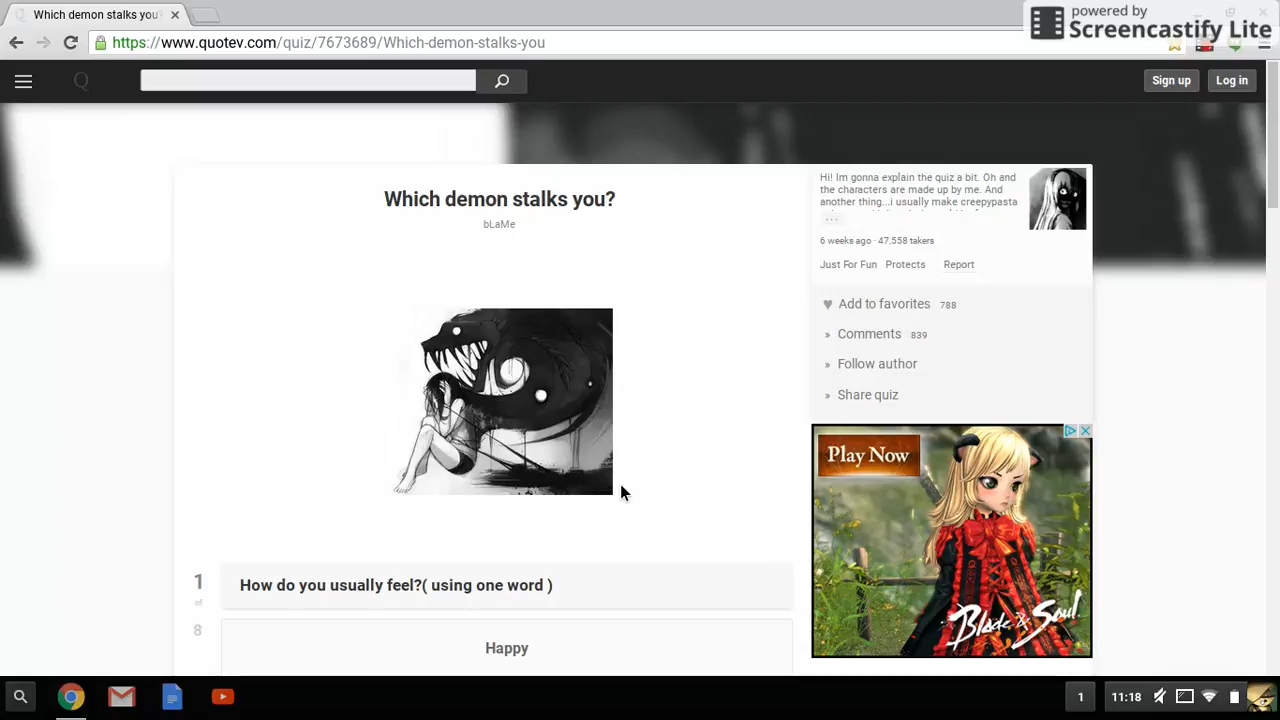 Which demon stalks you?
powered by
Screencastify Lite
https://www.quotev.com/quiz/7673689/Which-demon-stalks-you
Q
Sign up
Log in
Which demon stalks you?
bLaMe
Hi! Im gonna explain the quiz a bit. Oh and
the characters are made up by me. And
another thing...i usually make creepypasta
...
6 weeks ago · 47,558 takers
Just For Fun Protects Report
Add to favorites 788
» Comments 839
» Follow author
» Share quiz
Play Now
Blade & Soul
1
of
8
How do you usually feel?( using one word )
Happy
1
11:18